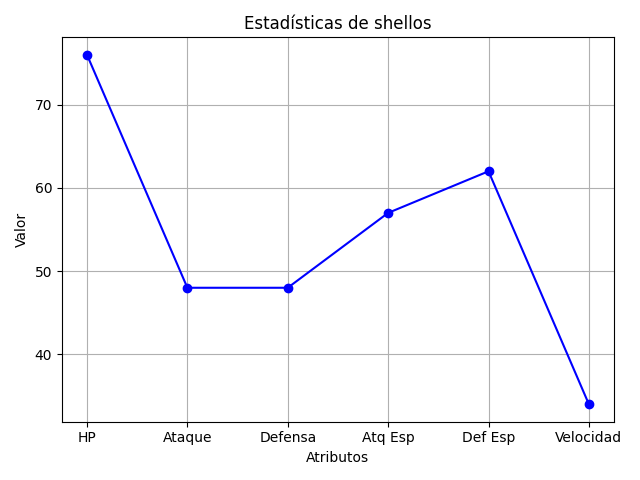 Estadísticas de shellos
Valor
70
60
50
40
HP Ataque Defensa Atq Esp Def Esp Velocidad
Atributos